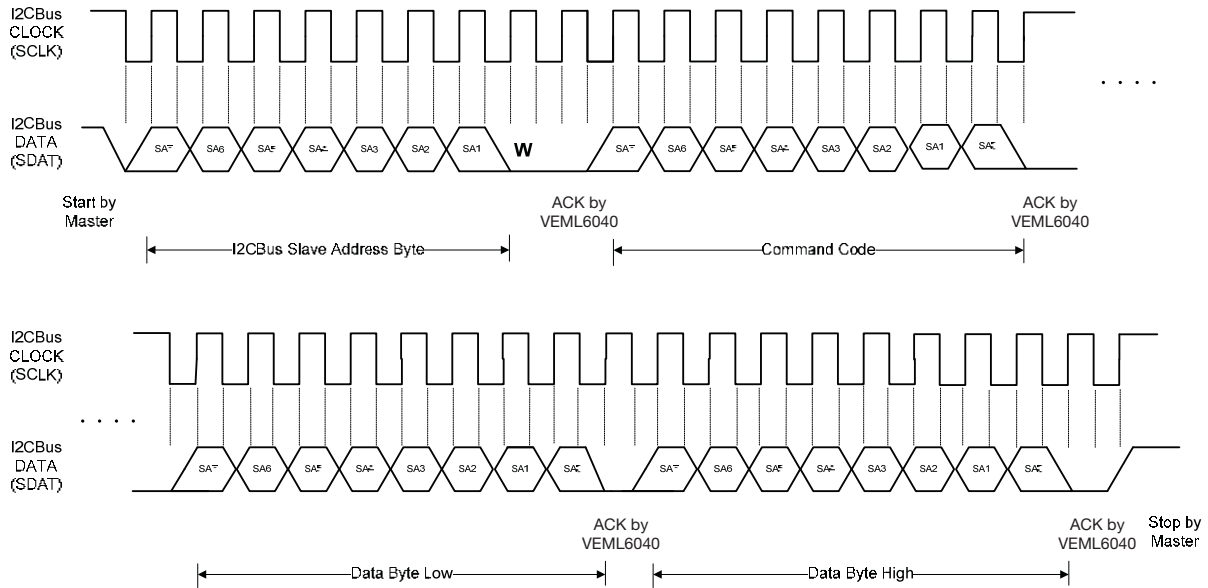 I2CBus
CLOCK
(SCLK)
I2CBus
DATA
(SDAT)
SA6 SA3 SA2 SA1 W SA6 SA3 SA2 SA1
Start by
Master
ACK by
VEML6040
ACK by
VEML6040
I2CBus Slave Address Byte
Command Code
I2CBus
CLOCK
(SCLK)
I2CBus
DATA
(SDAT)
SA6 SA3 SA2 SA1 SA6 SA3 SA2 SA1
ACK by
VEML6040
ACK by
VEML6040
Stop by
Master
Data Byte Low
Data Byte High